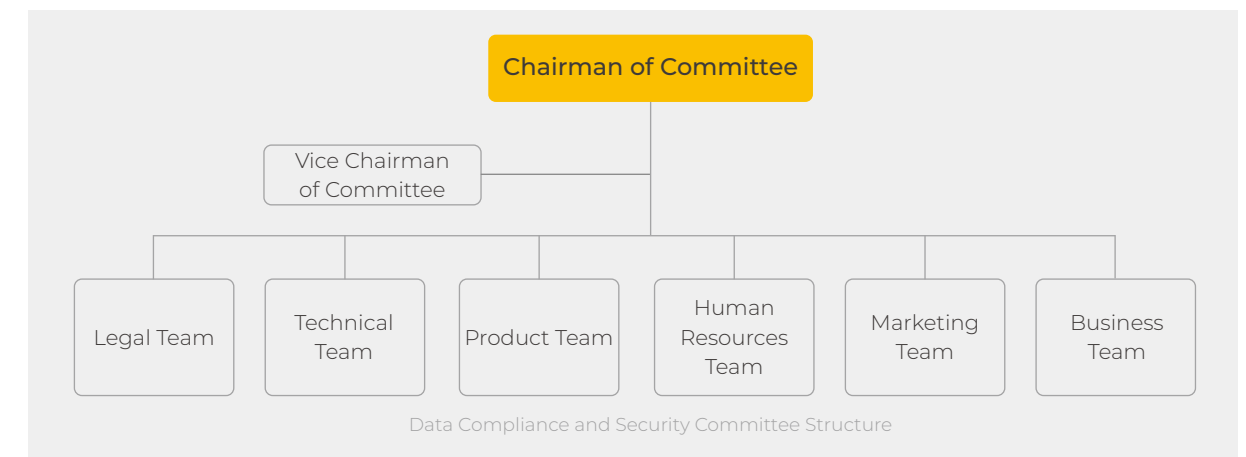 Chairman of Committee
Vice Chairman
of Committee
Legal Team
Technical
Team
Product Team
Human
Resources
Team
Marketing
Team
Business
Team
Data Compliance and Security Committee Structure